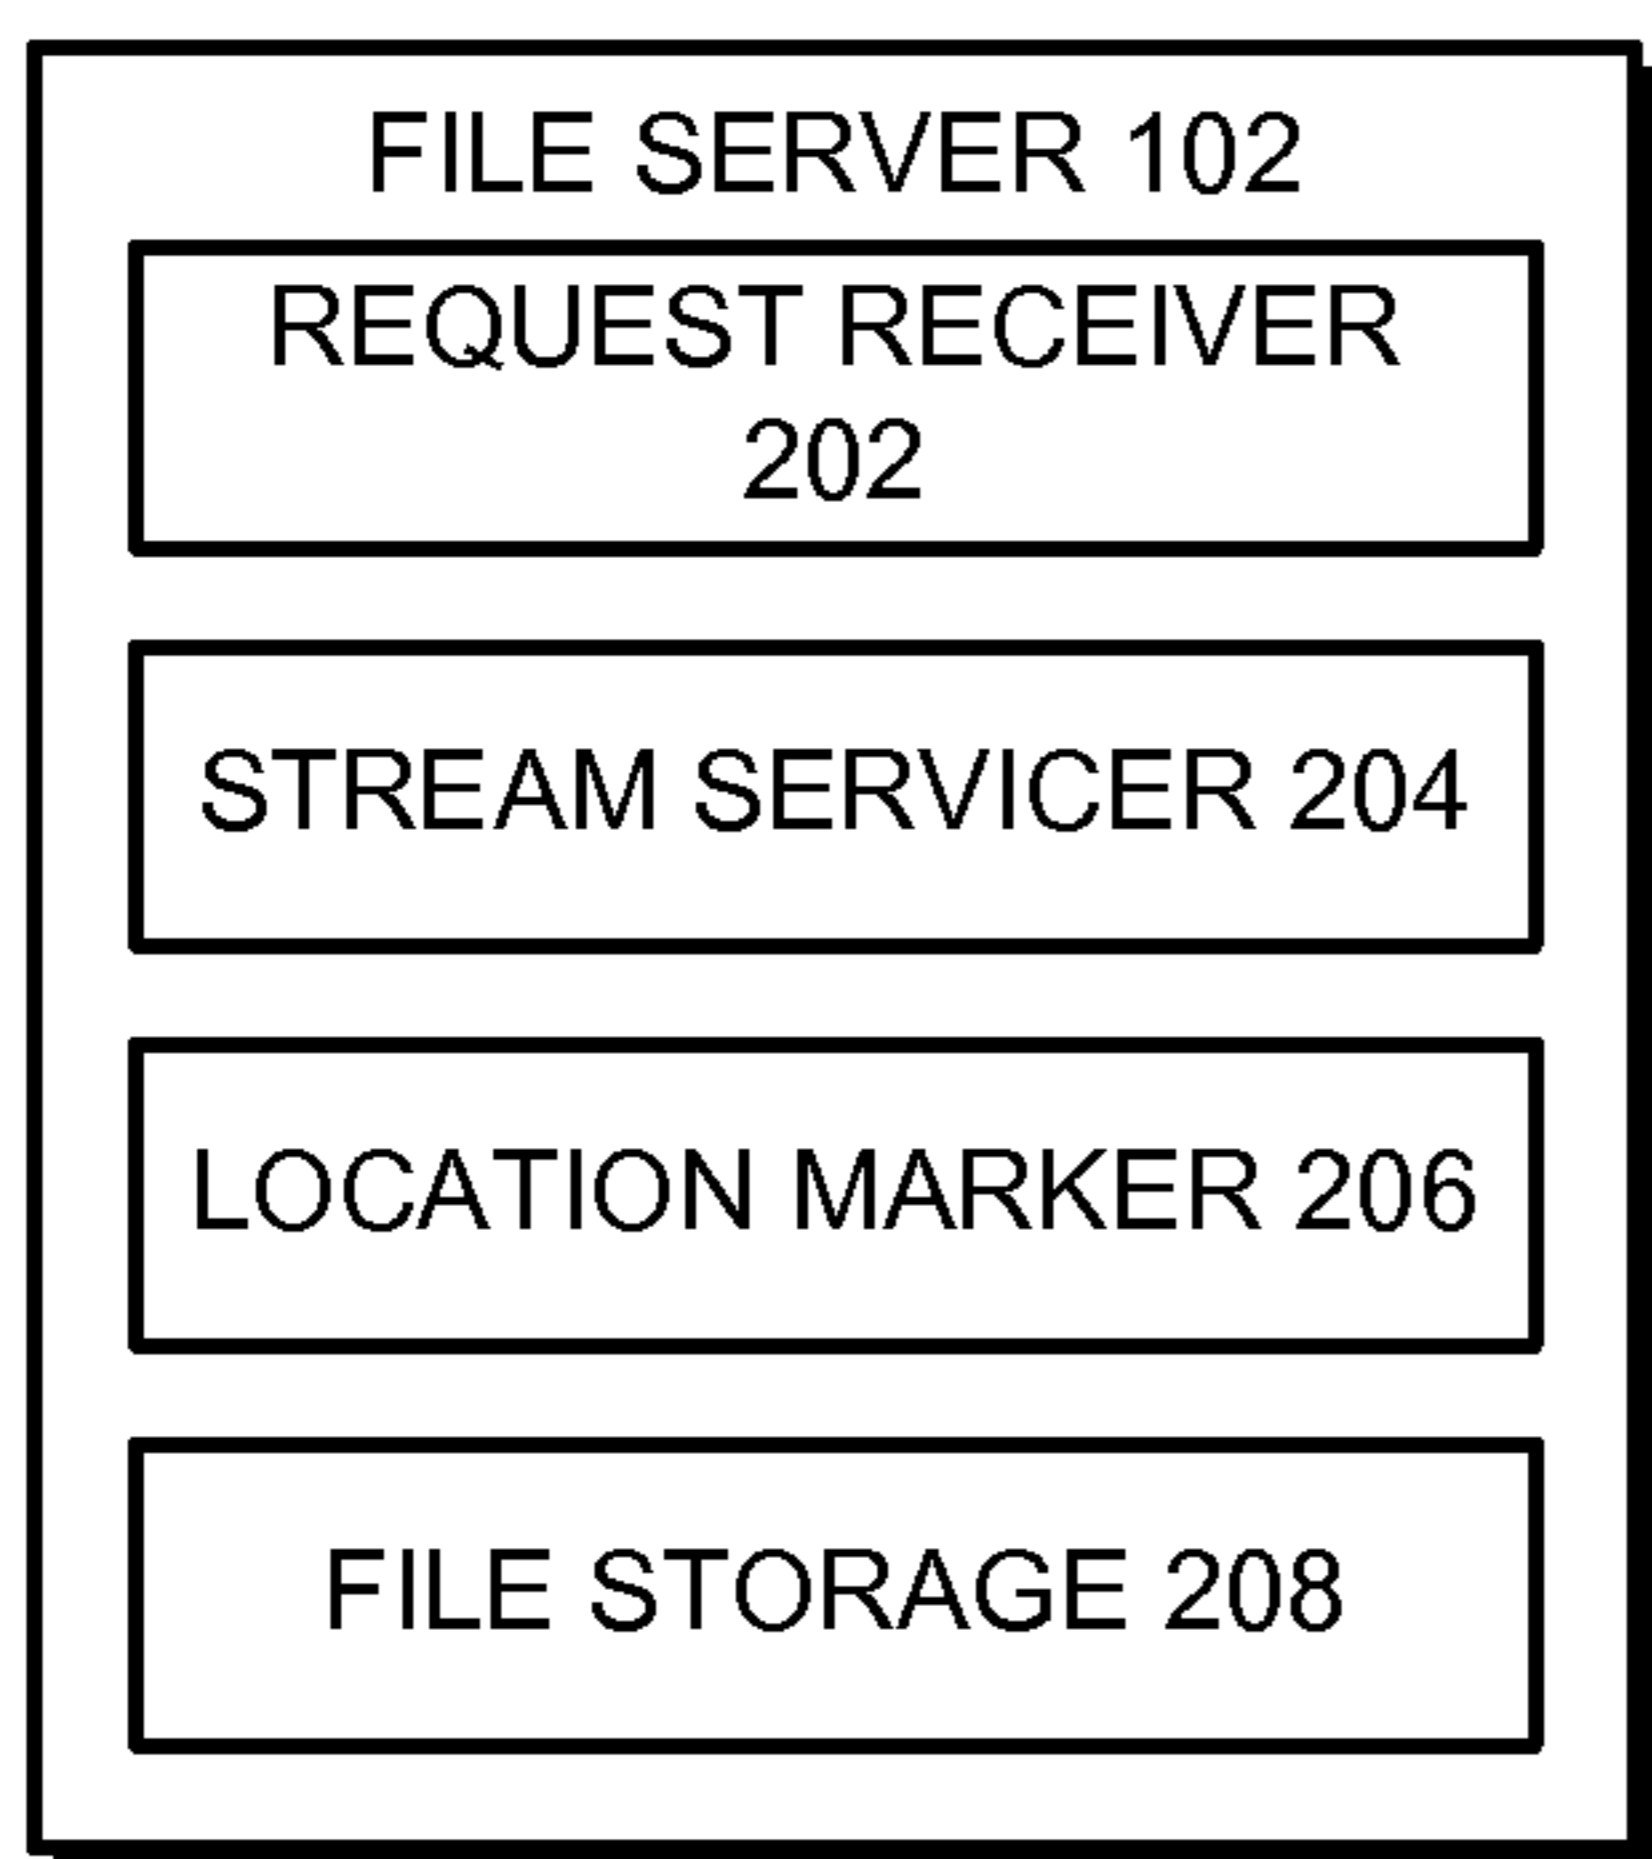 FILE SERVER 102
REQUEST RECEIVER
202
STREAM SERVICER 204
LOCATION MARKER 206
FILE STORAGE 208